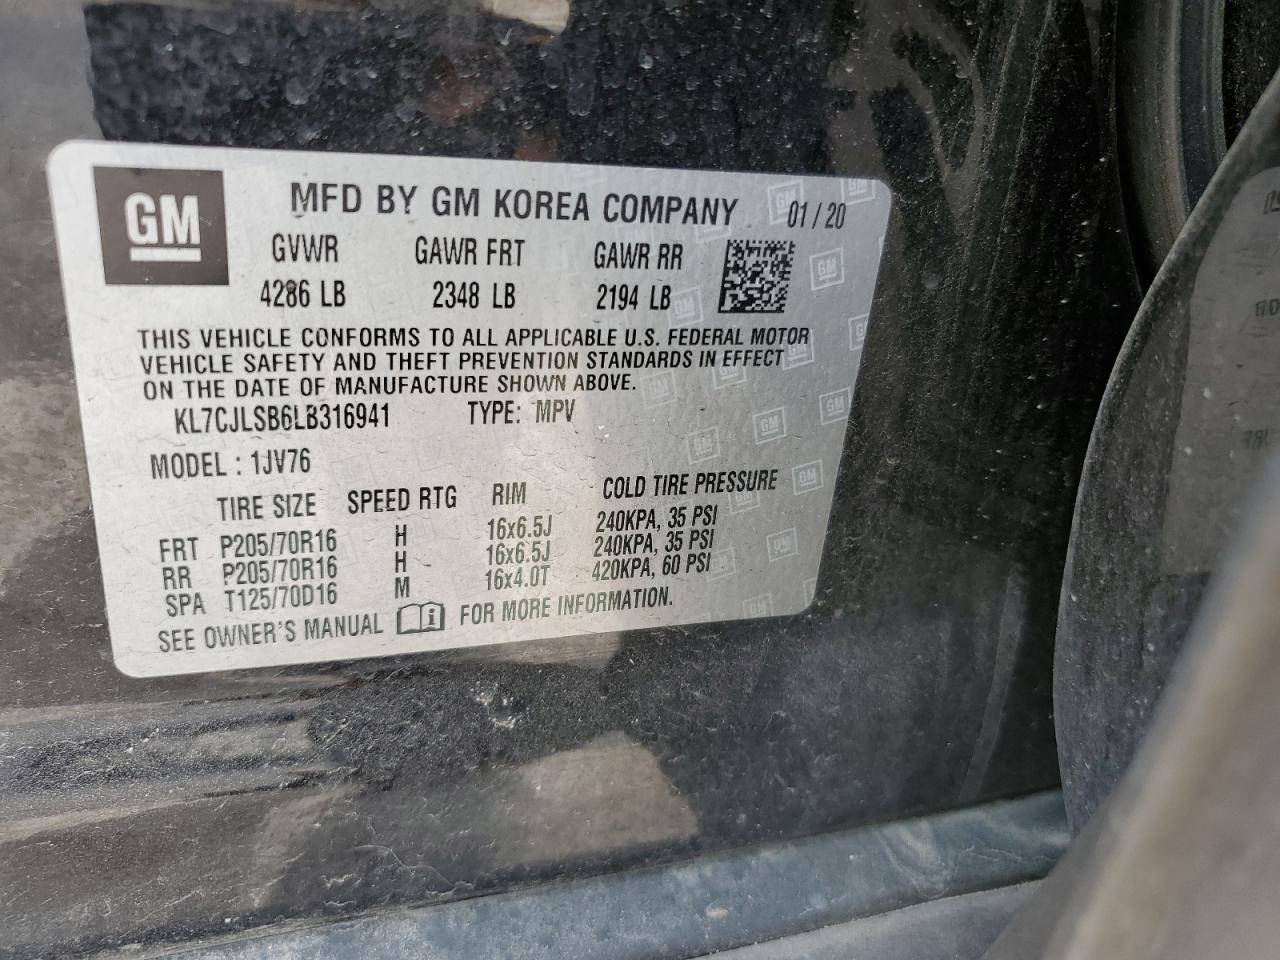 GM
MFD BY GM KOREA COMPANY 01/20
GVWR GAWR FRT GAWR RR
4286 LB 2348 LB 2194 LB
THIS VEHICLE CONFORMS TO ALL APPLICABLE U.S. FEDERAL MOTOR
VEHICLE SAFETY AND THEFT PREVENTION STANDARDS IN EFFECT
ON THE DATE OF MANUFACTURE SHOWN ABOVE.
KL7CJLSB6LB316941 TYPE: MPV
MODEL : 1JV76
TIRE SIZE SPEED RTG RIM COLD TIRE PRESSURE
FRT P205/70R16 H 16x6.5J 240KPA, 35 PSI
RR P205/70R16 H 16x6.5J 240KPA, 35 PSI
SPA T125/70D16 M 16x4.0T 420KPA, 60 PSI
SEE OWNER'S MANUAL FOR MORE INFORMATION.